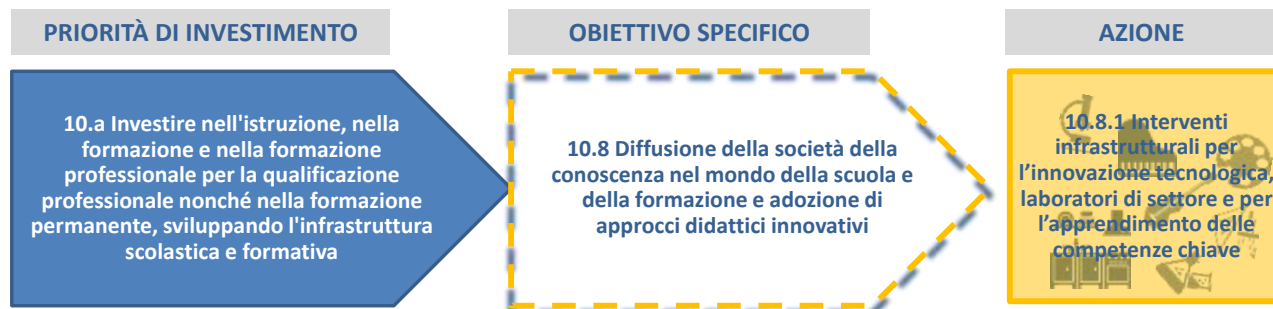 PRIORITÀ DI INVESTIMENTO
10.a Investire nell'istruzione, nella
formazione e nella formazione
professionale per la qualificazione
professionale nonché nella formazione
permanente, sviluppando l'infrastruttura
scolastica e formativa
OBIETTIVO SPECIFICO
10.8 Diffusione della società della
conoscenza nel mondo della scuola e
della formazione e adozione di
approcci didattici innovativi
AZIONE
10.8.1 Interventi
infrastrutturali per
l’innovazione tecnologica,
laboratori di settore e per
l’apprendimento delle
competenze chiave